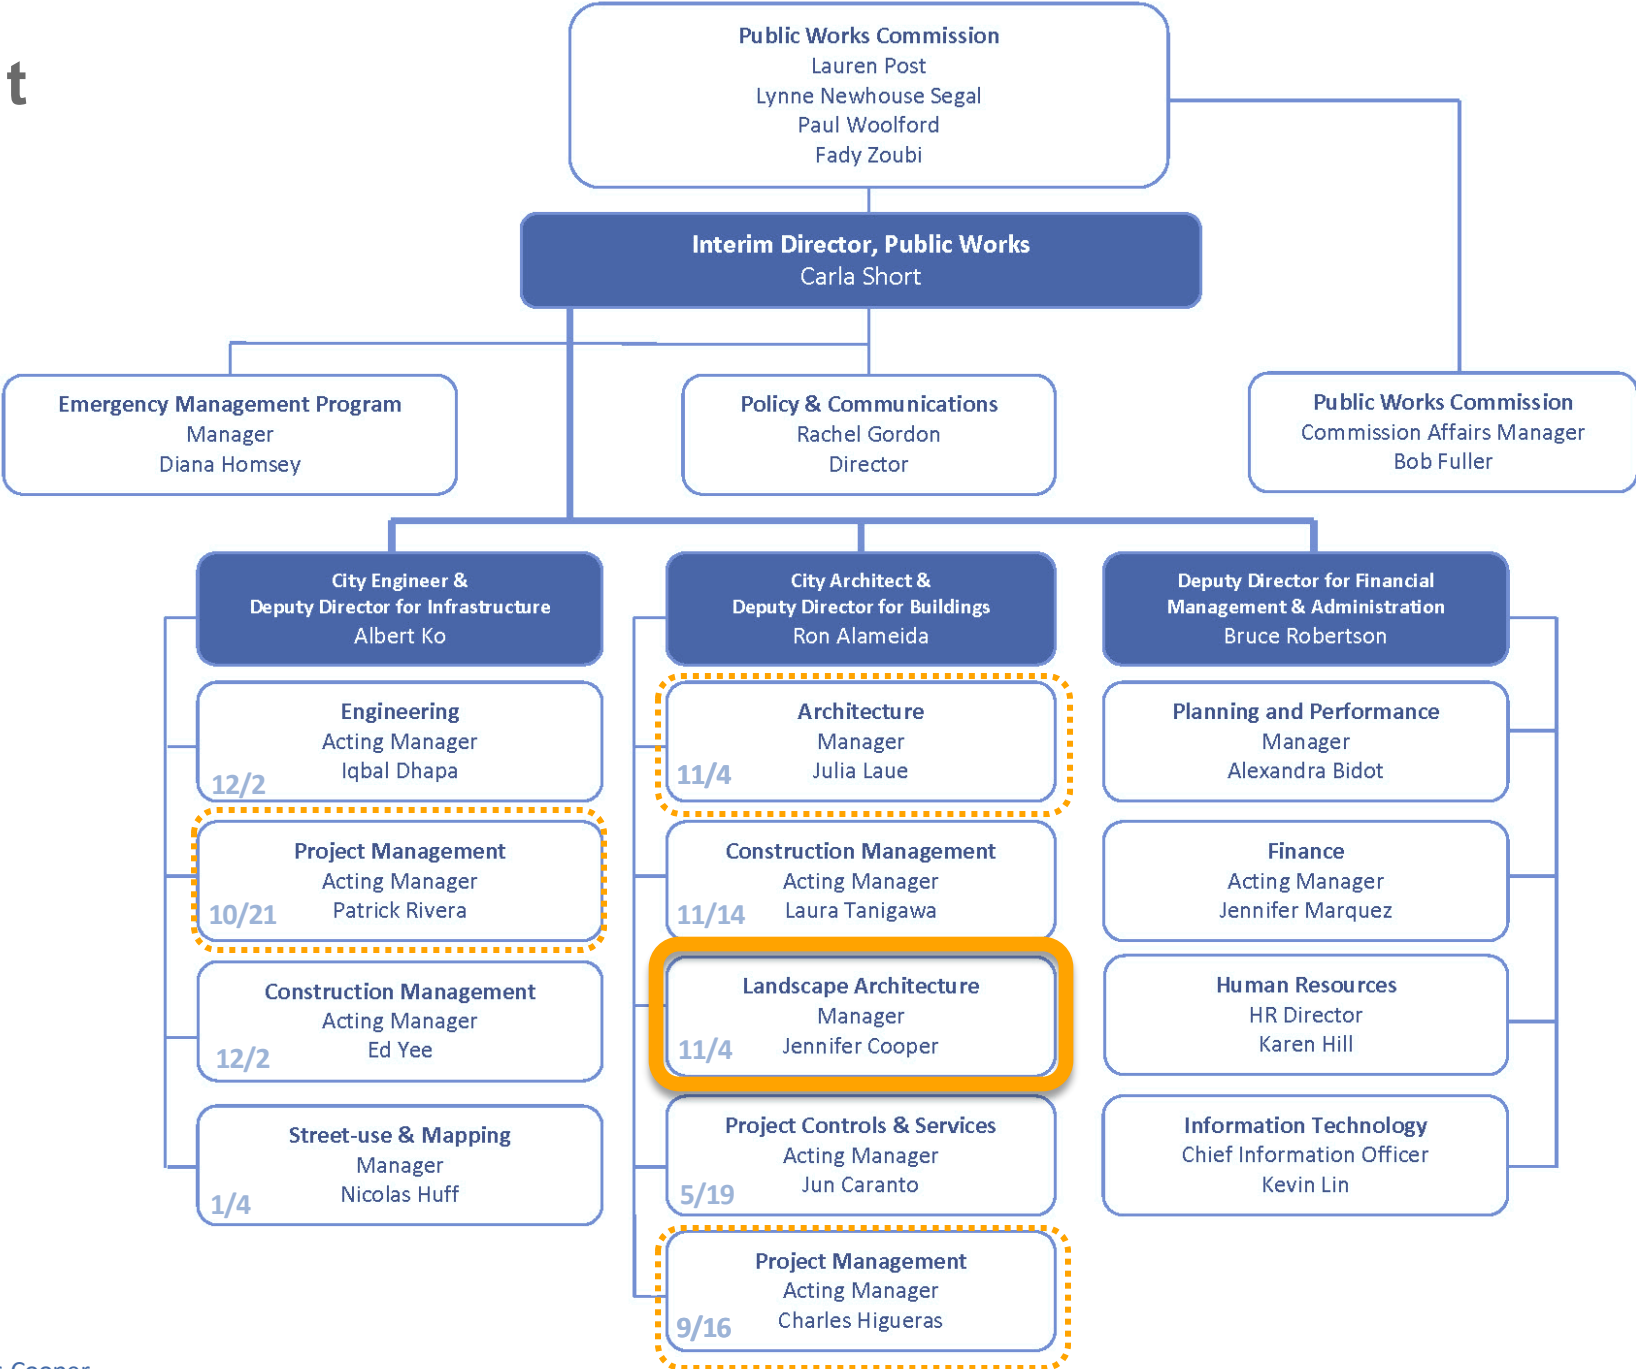 t
Public Works Commission
Lauren Post
Lynne Newhouse Segal
Paul Woolford
Fady Zoubi
Interim Director, Public Works
Carla Short
Emergency Management Program
Manager
Diana Homsey
Policy & Communications
Rachel Gordon
Director
Public Works Commission
Commission Affairs Manager
Bob Fuller
City Engineer &
Deputy Director for Infrastructure
Albert Ko
Engineering
Acting Manager
Iqbal Dhapa
12/2
Project Management
Acting Manager
Patrick Rivera
10/21
Construction Management
Acting Manager
Ed Yee
12/2
Street-use & Mapping
Manager
Nicolas Huff
1/4
City Architect &
Deputy Director for Buildings
Ron Alameida
Architecture
Manager
Julia Laue
11/4
Construction Management
Acting Manager
Laura Tanigawa
11/14
Landscape Architecture
Manager
Jennifer Cooper
11/4
Project Controls & Services
Acting Manager
Jun Caranto
5/19
Project Management
Acting Manager
Charles Higueras
9/16
Deputy Director for Financial
Management & Administration
Bruce Robertson
Planning and Performance
Manager
Alexandra Bidot
Finance
Acting Manager
Jennifer Marquez
Human Resources
HR Director
Karen Hill
Information Technology
Chief Information Officer
Kevin Lin
Cooper